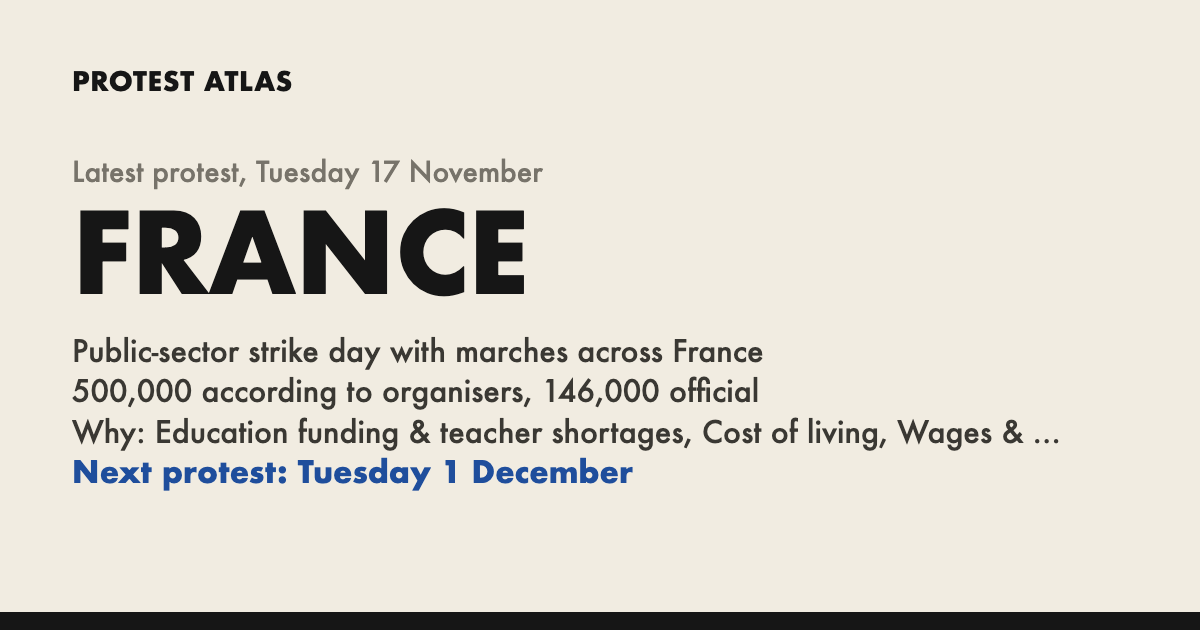 PROTEST ATLAS
Latest protest, Tuesday 17 November
FRANCE
Public-sector strike day with marches across France
500,000 according to organisers, 146,000 official
Why: Education funding & teacher shortages, Cost of living, Wages & ...
Next protest: Tuesday 1 December